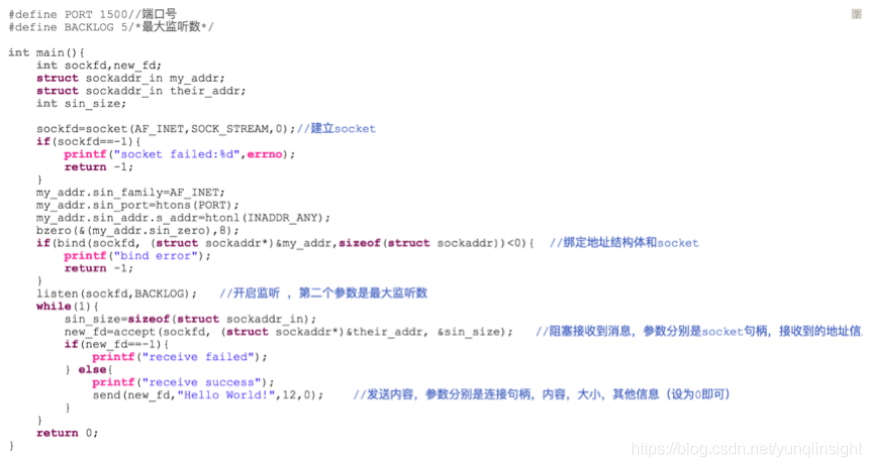 #define PORT 1500//端口号
#define BACKLOG 5/*最大监听数*/
int main(){
int sockfd,new_fd;
struct sockaddr_in my_addr;
struct sockaddr_in their_addr;
int sin_size;
sockfd=socket(AF_INET,SOCK_STREAM,0);//建立socket
if(sockfd==-1){
printf("socket failed:%d",errno);
return -1;
}
my_addr.sin_family=AF_INET;
my_addr.sin_port=htons(PORT);
my_addr.sin_addr.s_addr=htonl(INADDR_ANY);
bzero(&(my_addr.sin_zero),8);
if(bind(sockfd, (struct sockaddr*)&my_addr,sizeof(struct sockaddr))<0){ //绑定地址结构体和socket
printf("bind error");
return -1;
}
listen(sockfd,BACKLOG); //开启监听 ，第二个参数是最大监听数
while(1){
sin_size=sizeof(struct sockaddr_in);
new_fd=accept(sockfd, (struct sockaddr*)&their_addr, &sin_size); //阻塞接收到消息，参数分别是socket句柄，接收到的地址信
if(new_fd==-1){
printf("receive failed");
} else{
printf("receive success");
send(new_fd,"Hello World!",12,0); //发送内容，参数分别是连接句柄，内容，大小，其他信息（设为0即可）
}
}
return 0;
}
https://blog.csdn.net/yunqiinsight